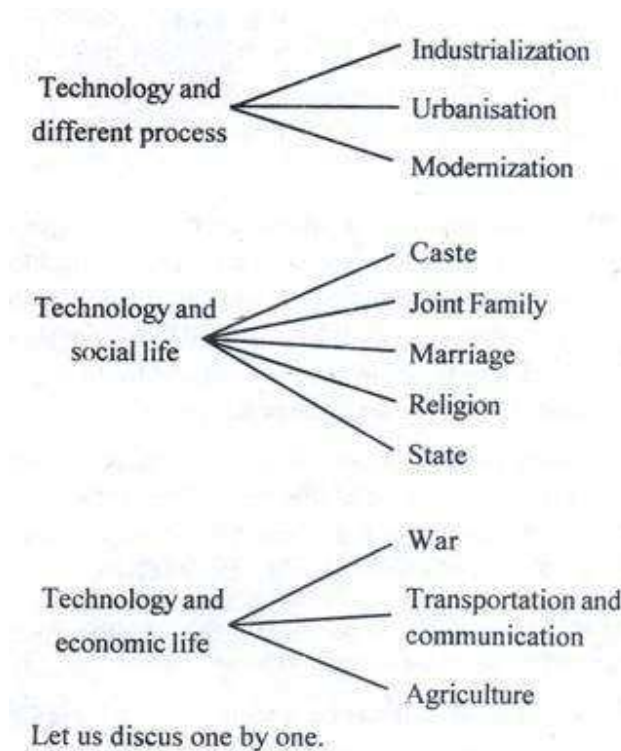 Technology and
different process
Industrialization
Urbanisation
Modernization
Technology and
social life
Caste
Joint Family
Marriage
Religion
State
Technology and
economic life
War
Transportation and
communication
Agriculture
Let us discus one by one.